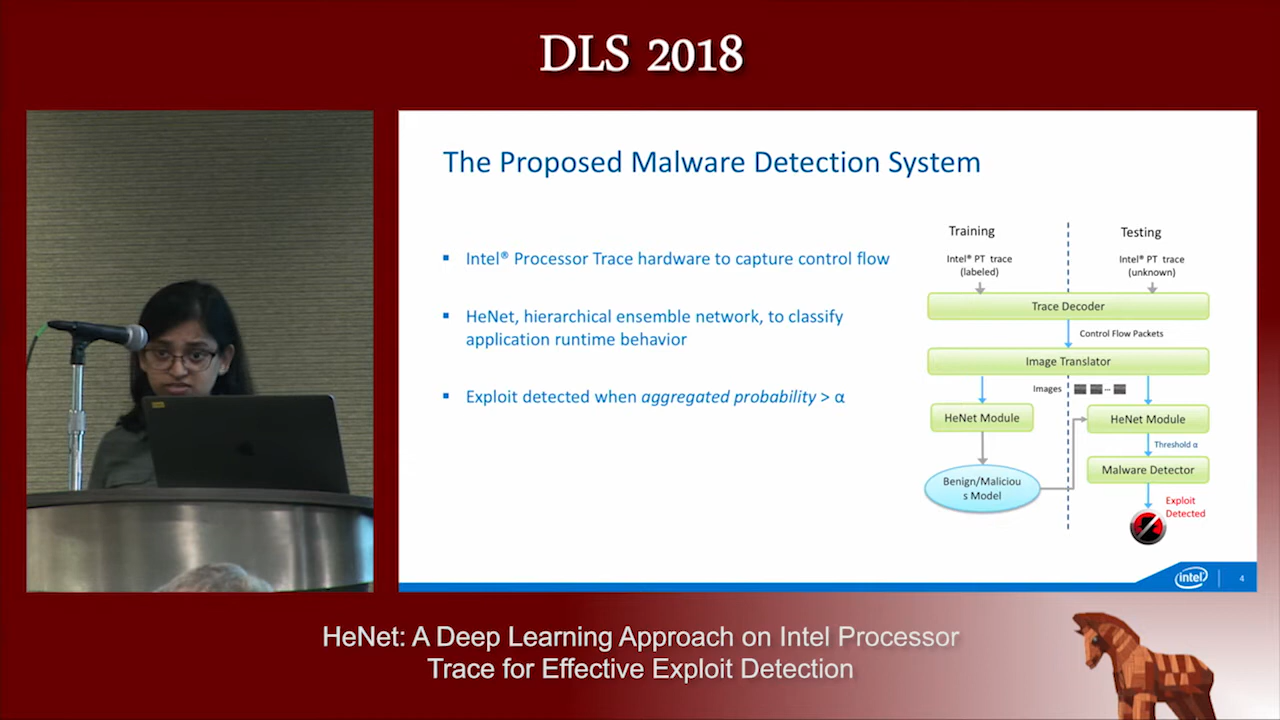 DLS 2018
The Proposed Malware Detection System
▪ Intel® Processor Trace hardware to capture control flow
▪ HeNet, hierarchical ensemble network, to classify
application runtime behavior
▪ Exploit detected when aggregated probability > α
Training
Testing
Intel® PT trace
(labeled)
Intel® PT trace
(unknown)
Trace Decoder
Control Flow Packets
Image Translator
Images
HeNet Module
HeNet Module
Threshold α
Malware Detector
Benign/Maliciou
s Model
Exploit
Detected
intel
4
HeNet: A Deep Learning Approach on Intel Processor
Trace for Effective Exploit Detection